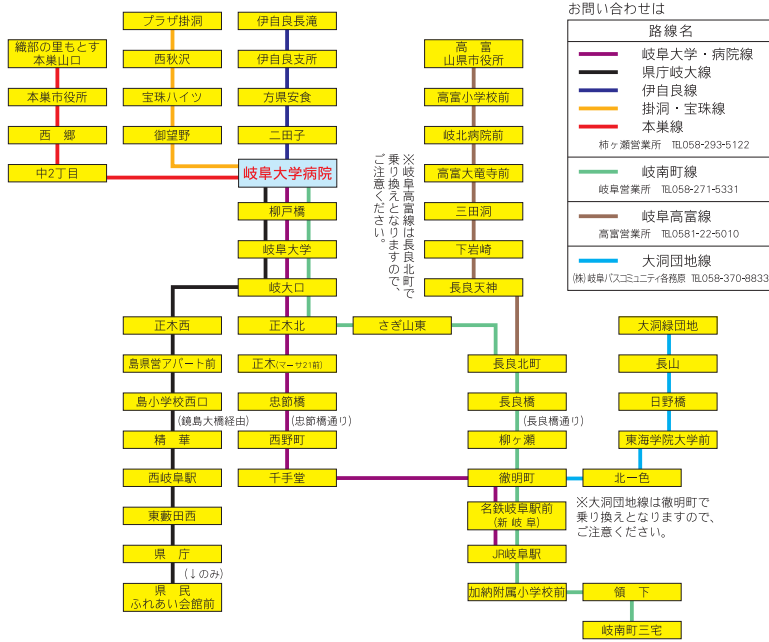 お問い合わせは
路線名
岐阜大学・病院線
県庁岐大線
伊自良線
掛洞・宝珠線
本巣線
柿ヶ瀬営業所 ℡058-293-5122
岐南町線
岐阜営業所 ℡058-271-5331
岐阜高富線
高富営業所 ℡0581-22-5010
大洞団地線
(株)岐阜バスコミュニティ各務原 ℡058-370-8833
織部の里もとす
本巣山口
本巣市役所
西 郷
中2丁目
プラザ掛洞
西秋沢
宝珠ハイツ
御望野
伊自良長滝
伊自良支所
方県安食
二田子
岐阜大学病院
柳戸橋
岐阜大学
岐大口
※岐阜高富線は長良北町で
乗り換えとなりますので、
ご注意ください。
高 富
山県市役所
高富小学校前
岐北病院前
高富大竜寺前
三田洞
下岩崎
長良天神
正木西
島県営アパート前
島小学校西口
(鏡島大橋経由)
精 華
西岐阜駅
東藪田西
県 庁
(↓のみ)
県 民
ふれあい会館前
正木北
正木(マーサ21前)
忠節橋
(忠節橋通り)
西野町
千手堂
さぎ山東
長良北町
長良橋
(長良橋通り)
柳ヶ瀬
徹明町
名鉄岐阜駅前
(新 岐 阜)
JR岐阜駅
加納附属小学校前
領 下
岐南町三宅
大洞緑団地
長山
日野橋
東海学院大学前
北一色
※大洞団地線は徹明町で
乗り換えとなりますので、
ご注意ください。